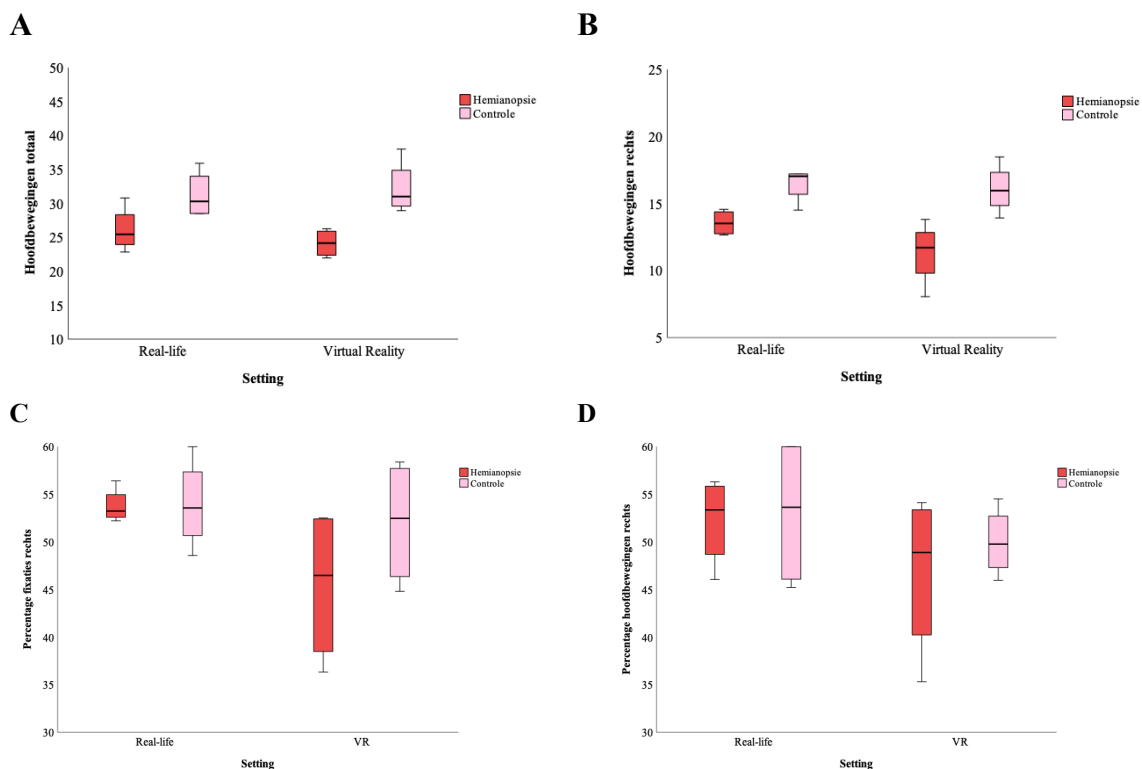 A
Hoofdbewegingen totaal
50
45
40
35
30
25
20
15
10
Real-life
Virtual Reality
Setting
Hemianopsie
Controle
B
Hoofdbewegingen rechts
25
20
15
10
5
Real-life
Virtual Reality
Setting
Hemianopsie
Controle
C
Percentage fixaties rechts
60
55
50
45
40
35
30
Real-life
VR
Setting
Hemianopsie
Controle
D
Percentage hoofdbewegingen rechts
60
55
50
45
40
35
30
Real-life
VR
Setting
Hemianopsie
Controle